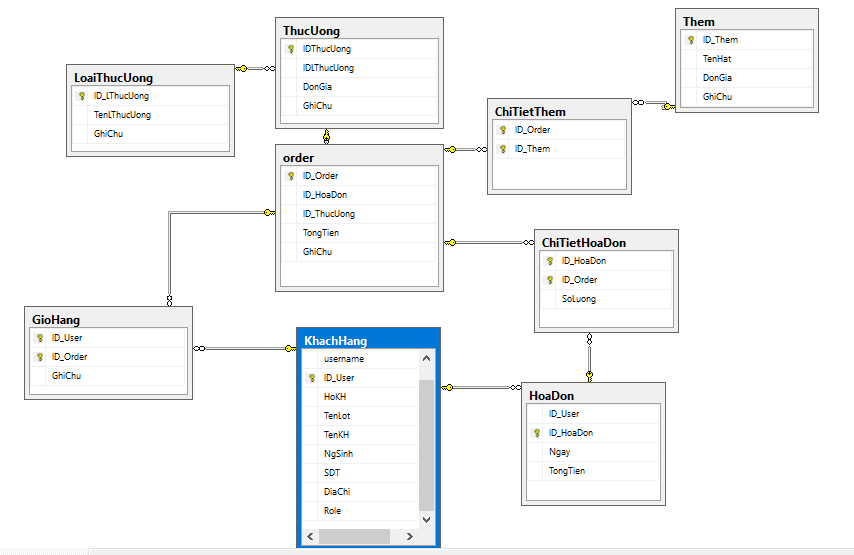 ThucUong
IDThucUong
IDLThucUong
DonGia
GhiChu
Them
ID_Them
TenHat
DonGia
GhiChu
LoaiThucUong
ID_LThucUong
TenLThucUong
GhiChu
ChiTietThem
ID_Order
ID_Them
order
ID_Order
ID_HoaDon
ID_ThucUong
TongTien
GhiChu
ChiTietHoaDon
ID_HoaDon
ID_Order
SoLuong
GioHang
ID_User
ID_Order
GhiChu
KhachHang
username
ID_User
HoKH
TenLot
TenKH
NgSinh
SDT
DiaChi
Role
HoaDon
ID_User
ID_HoaDon
Ngay
TongTien